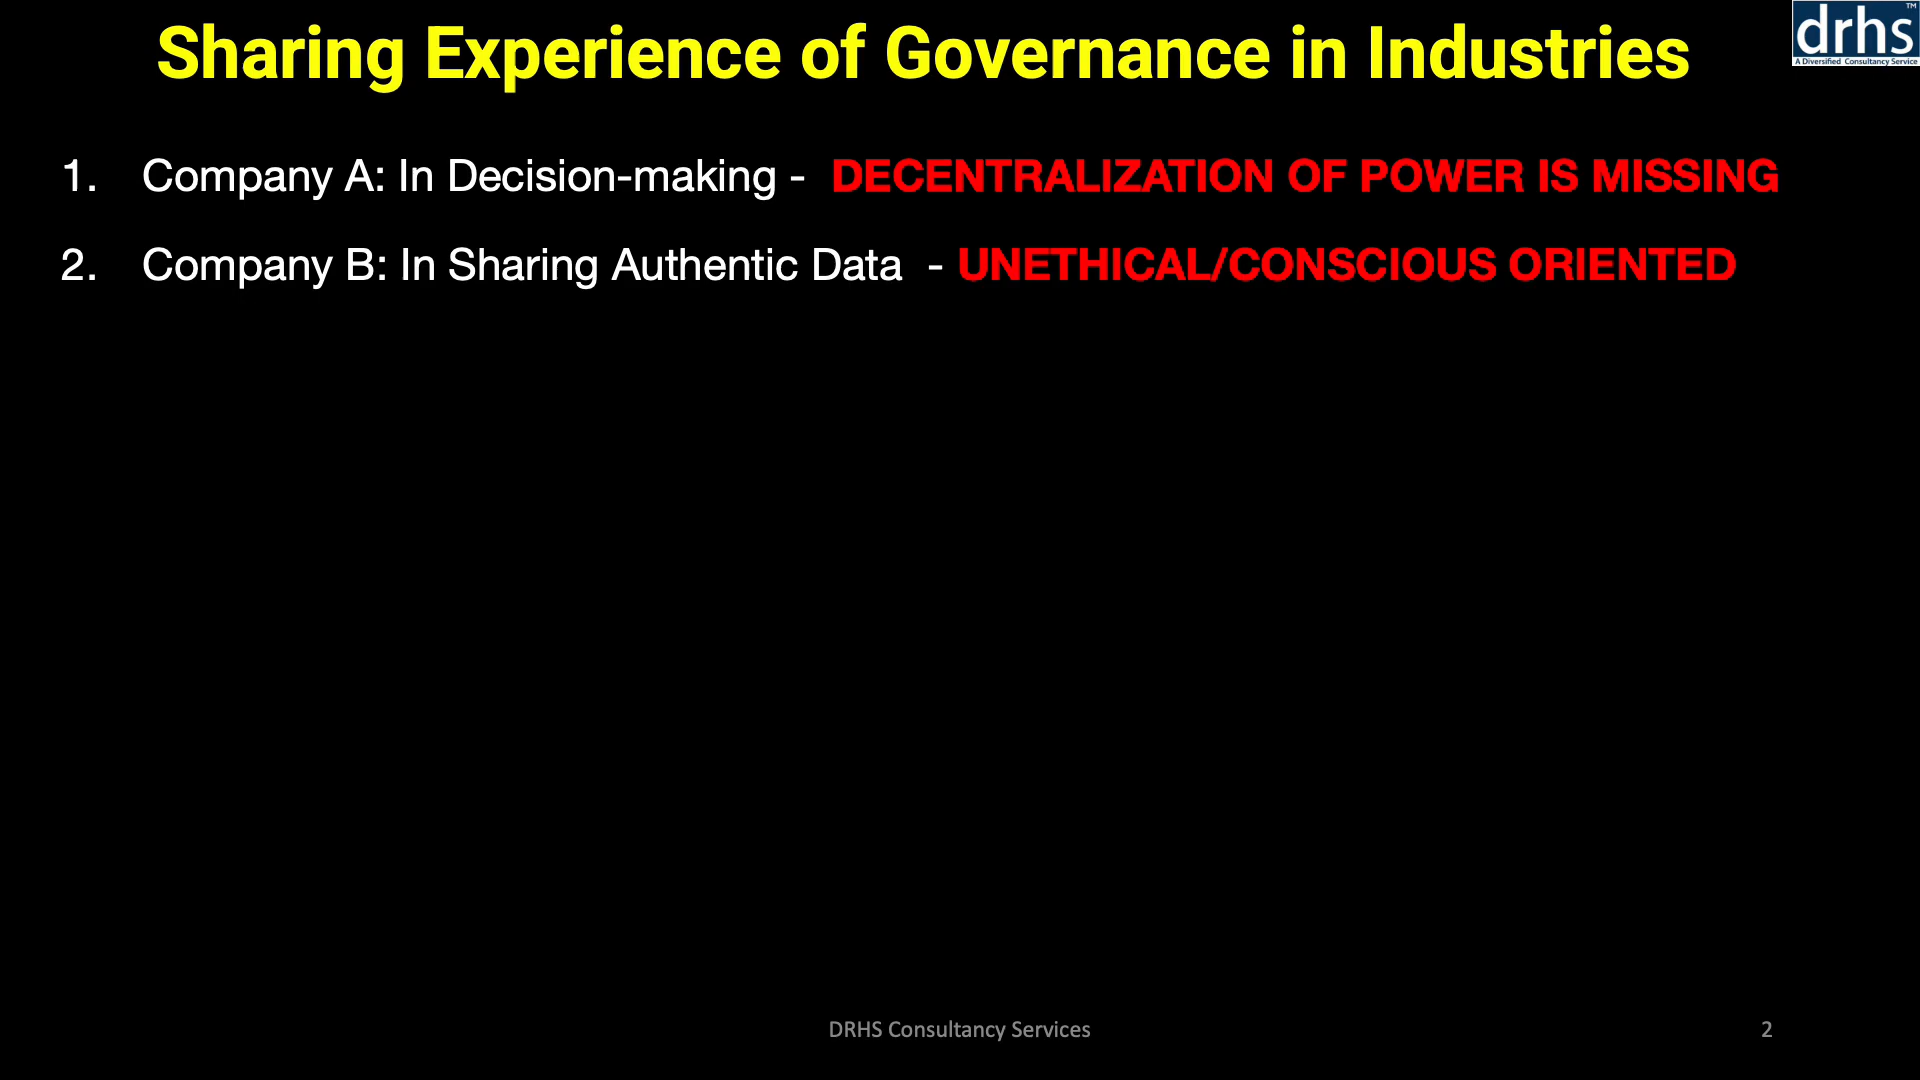 Sharing Experience of Governance in Industries
drhs™
A Diversified Consultancy Service
1. Company A: In Decision-making - DECENTRALIZATION OF POWER IS MISSING
2. Company B: In Sharing Authentic Data - UNETHICAL/CONSCIOUS ORIENTED
DRHS Consultancy Services
2